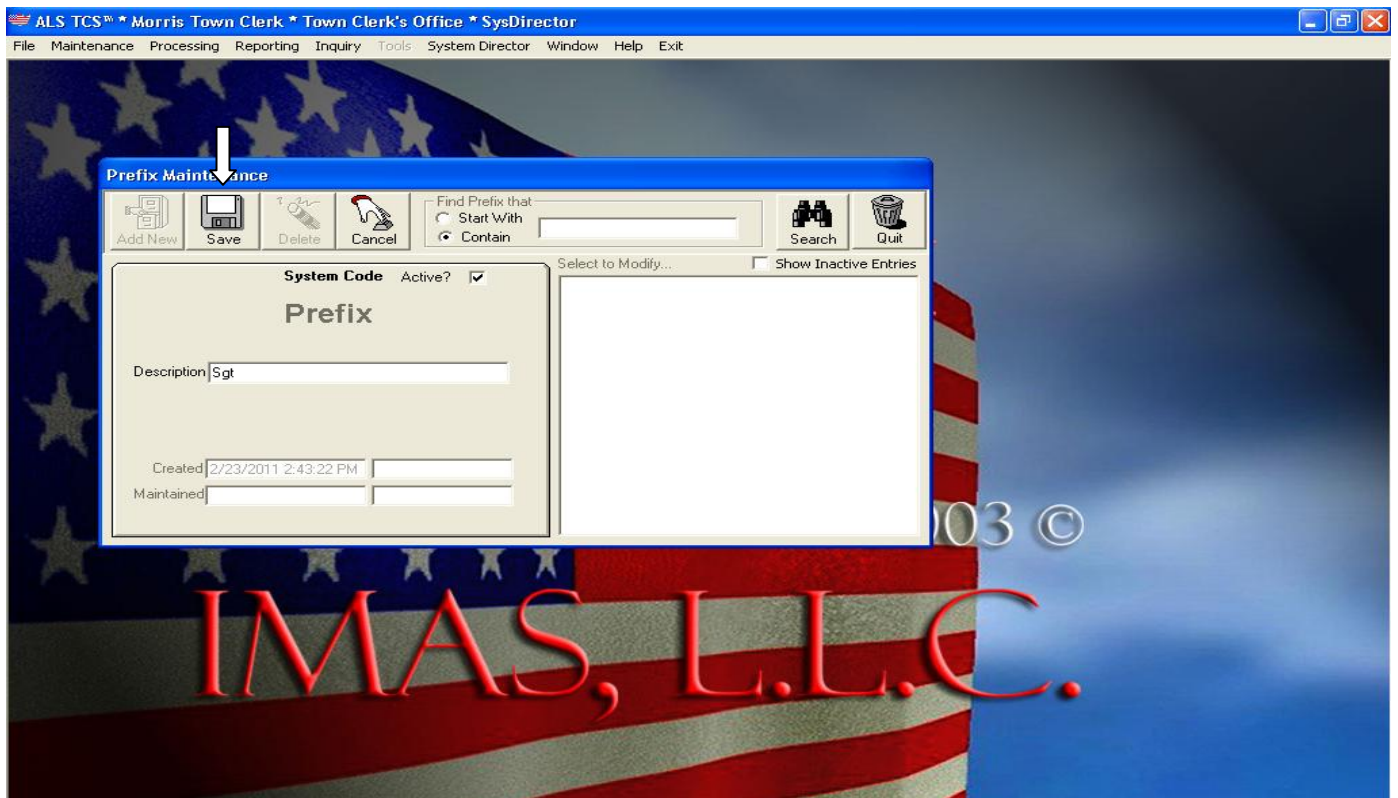 ALS TCS™ * Morris Town Clerk * Town Clerk's Office * SysDirector
File Maintenance Processing Reporting Inquiry Tools System Director Window Help Exit
Prefix Maintenance
Add New Save Delete Cancel
Find Prefix that
Start With
Contain
Search Quit
System Code Active?
Prefix
Description Sgt
Created 2/23/2011 2:43:22 PM
Maintained
Select to Modify... Show Inactive Entries
003 ©
IMAS, L.L.C.